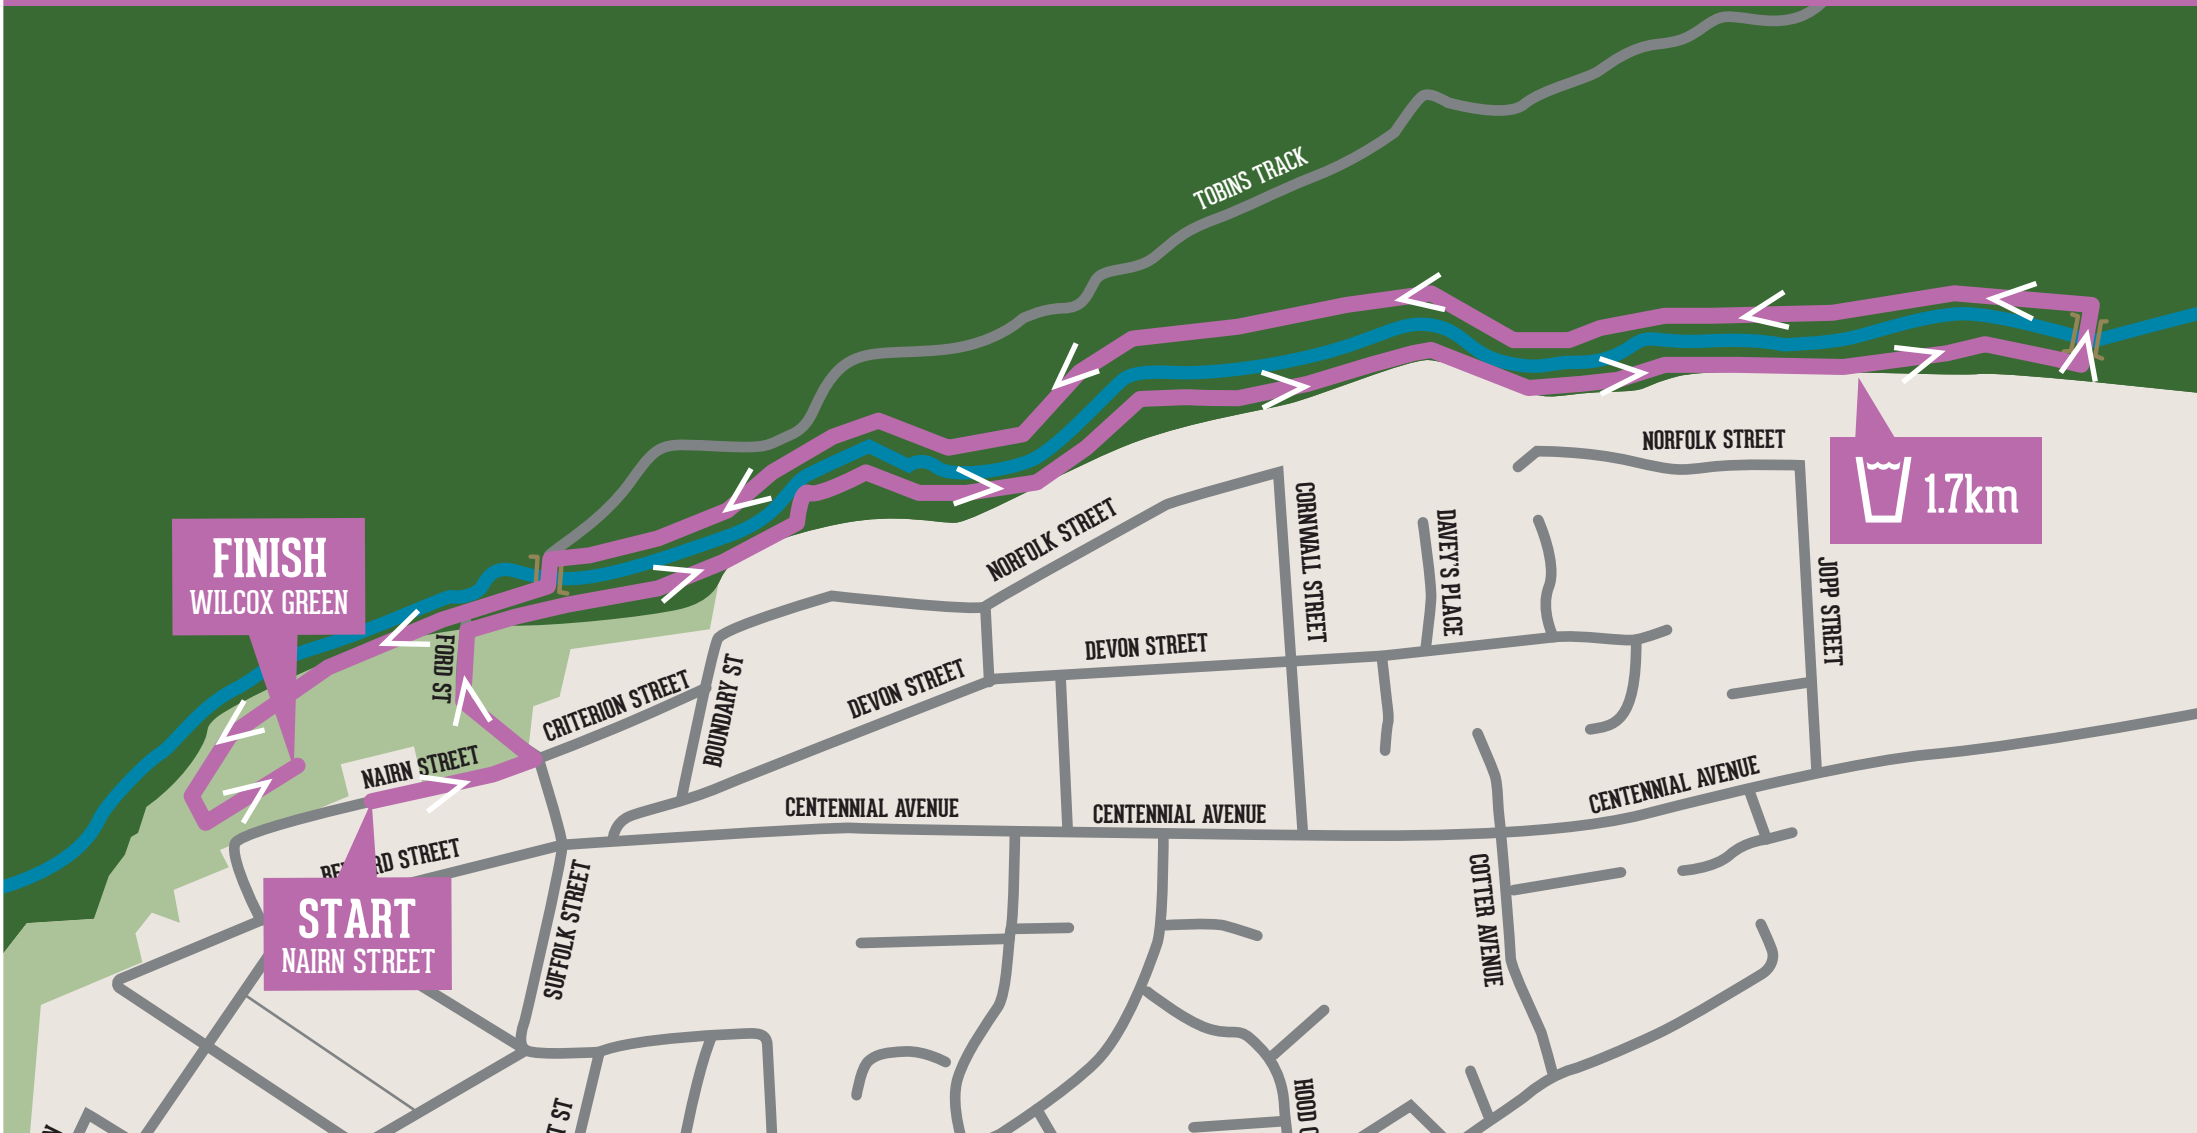 TOBINS TRACK
NORFOLK STREET
1.7km
FINISH
WILCOX GREEN
NORFOLK STREET
CORNWALL STREET
DAVEY'S PLACE
JOPP STREET
FORD ST
DEVON STREET
CRITERION STREET
BOUNDARY ST
DEVON STREET
NAIRN STREET
CENTENNIAL AVENUE
CENTENNIAL AVENUE
CENTENNIAL AVENUE
STREET
START
NAIRN STREET
SUFFOLK STREET
COTTER AVENUE
ST
HOOD